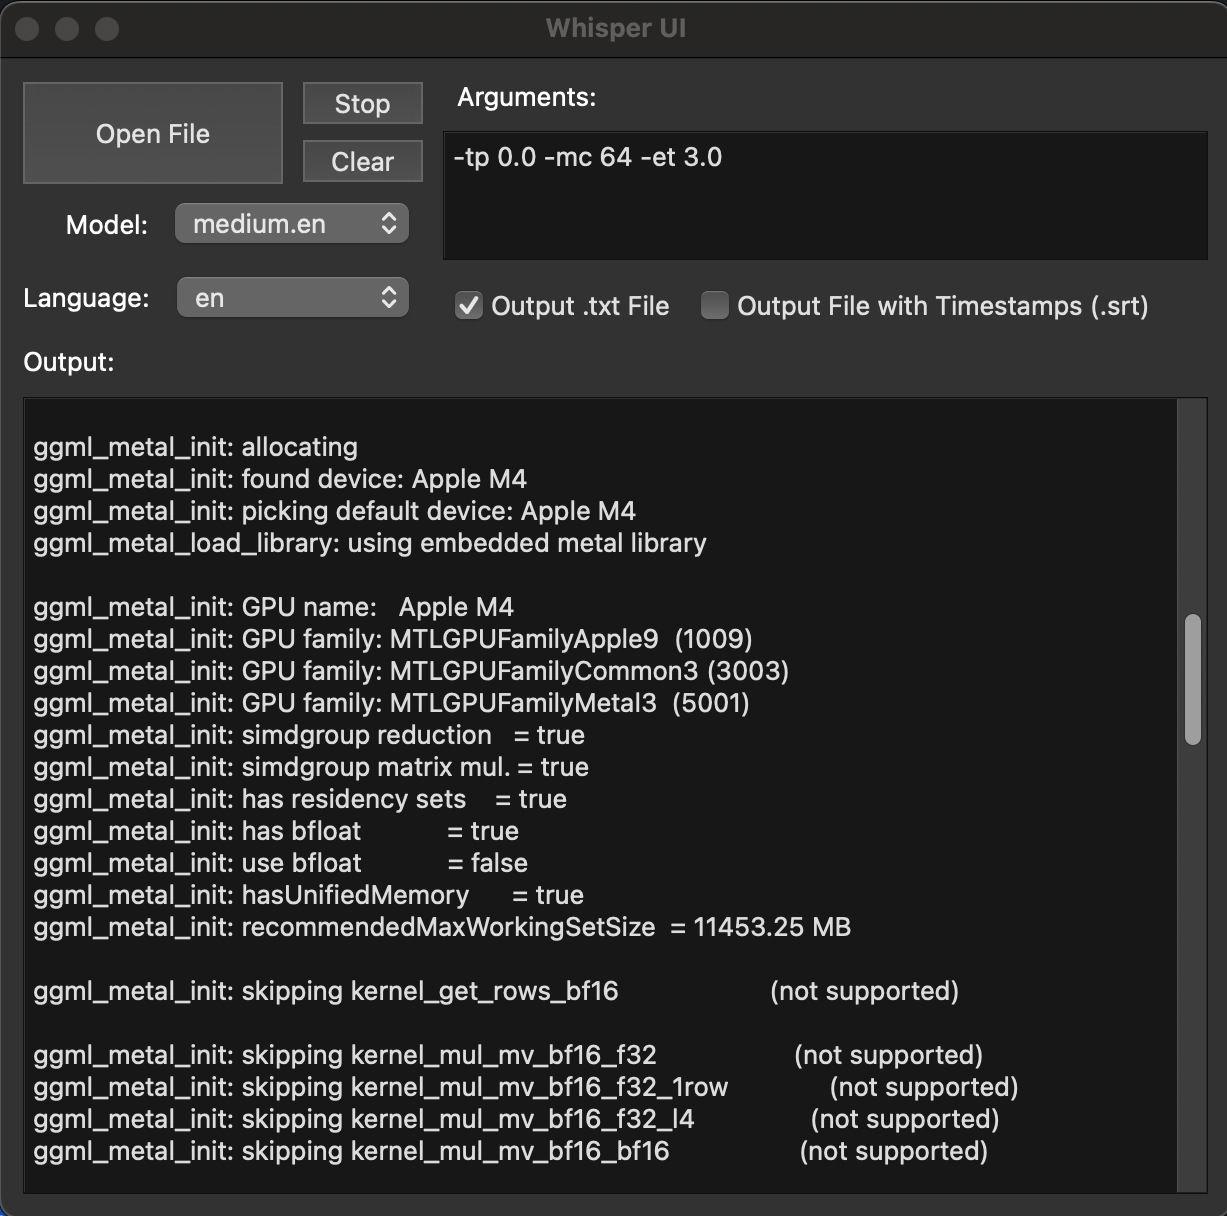 Whisper UI
Open File
Stop
Clear
Arguments:
-tp 0.0 -mc 64 -et 3.0
Model:
medium.en
Language:
en
Output .txt File
Output File with Timestamps (.srt)
Output:
ggml_metal_init: allocating
ggml_metal_init: found device: Apple M4
ggml_metal_init: picking default device: Apple M4
ggml_metal_load_library: using embedded metal library
ggml_metal_init: GPU name:   Apple M4
ggml_metal_init: GPU family: MTLGPUFamilyApple9  (1009)
ggml_metal_init: GPU family: MTLGPUFamilyCommon3 (3003)
ggml_metal_init: GPU family: MTLGPUFamilyMetal3  (5001)
ggml_metal_init: simdgroup reduction   = true
ggml_metal_init: simdgroup matrix mul. = true
ggml_metal_init: has residency sets    = true
ggml_metal_init: has bfloat            = true
ggml_metal_init: use bfloat            = false
ggml_metal_init: hasUnifiedMemory      = true
ggml_metal_init: recommendedMaxWorkingSetSize  = 11453.25 MB
ggml_metal_init: skipping kernel_get_rows_bf16                     (not supported)
ggml_metal_init: skipping kernel_mul_mv_bf16_f32                   (not supported)
ggml_metal_init: skipping kernel_mul_mv_bf16_f32_1row              (not supported)
ggml_metal_init: skipping kernel_mul_mv_bf16_f32_l4                (not supported)
ggml_metal_init: skipping kernel_mul_mv_bf16_bf16                  (not supported)